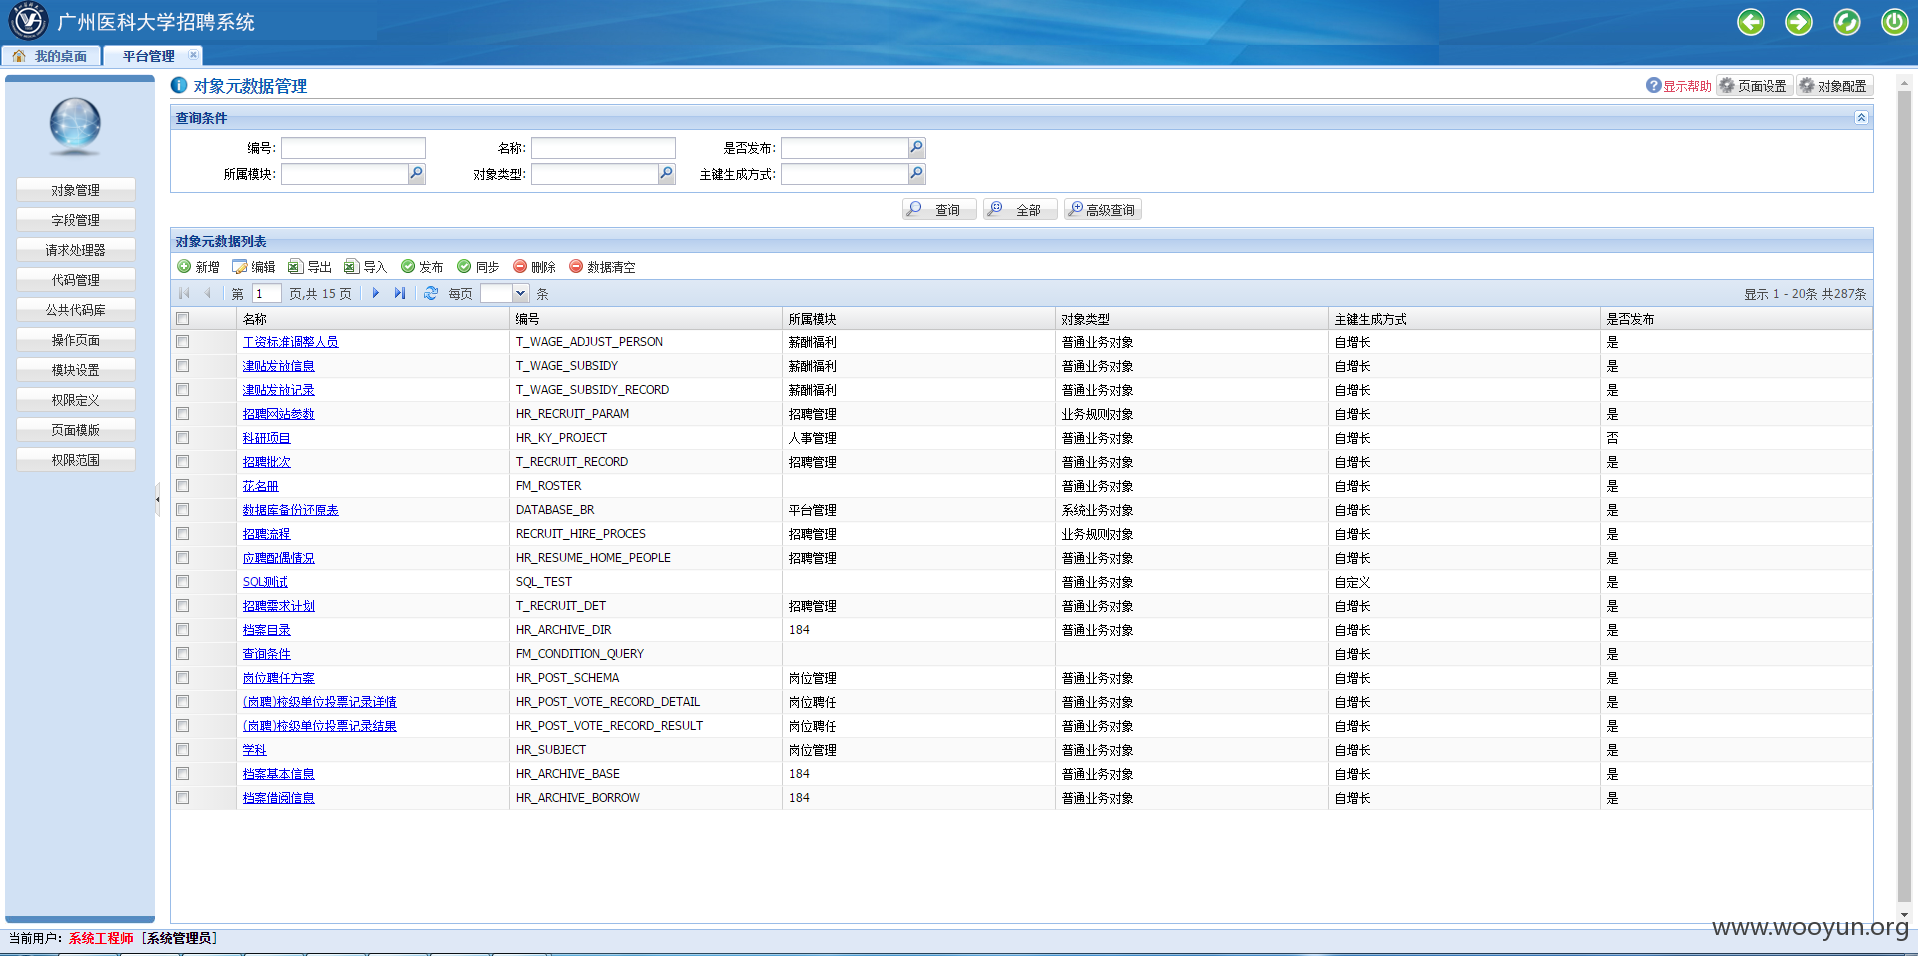 广州医科大学招聘系统
我的桌面 平台管理
对象元数据管理 显示帮助 页面设置 对象配置
查询条件
编号: 名称: 是否发布:
所属模块: 对象类型: 主键生成方式:
查询 全部 高级查询
对象管理
字段管理
请求处理器
代码管理
公共代码库
操作页面
模块设置
权限定义
页面模版
权限范围
对象元数据列表
新增 编辑 导出 导入 发布 同步 删除 数据清空
第 1 页,共 15 页 每页 条 显示 1 - 20条 共287条
名称 编号 所属模块 对象类型 主键生成方式 是否发布
工资标准调整人员 T_WAGE_ADJUST_PERSON 薪酬福利 普通业务对象 自增长 是
津贴发放信息 T_WAGE_SUBSIDY 薪酬福利 普通业务对象 自增长 是
津贴发放记录 T_WAGE_SUBSIDY_RECORD 薪酬福利 普通业务对象 自增长 是
招聘网站参数 HR_RECRUIT_PARAM 招聘管理 业务规则对象 自增长 是
科研项目 HR_KY_PROJECT 人事管理 普通业务对象 自增长 否
招聘批次 T_RECRUIT_RECORD 招聘管理 普通业务对象 自增长 是
花名册 FM_ROSTER 普通业务对象 自增长 是
数据库备份还原表 DATABASE_BR 平台管理 系统业务对象 自增长 是
招聘流程 RECRUIT_HIRE_PROCES 招聘管理 业务规则对象 自增长 是
应聘配偶情况 HR_RESUME_HOME_PEOPLE 招聘管理 普通业务对象 自增长 是
SQL测试 SQL_TEST 普通业务对象 自定义 是
招聘需求计划 T_RECRUIT_DET 招聘管理 普通业务对象 自增长 是
档案目录 HR_ARCHIVE_DIR 184 普通业务对象 自增长 是
查询条件 FM_CONDITION_QUERY 自增长 是
岗位聘任方案 HR_POST_SCHEMA 岗位管理 普通业务对象 自增长 是
(岗聘)校级单位投票记录详情 HR_POST_VOTE_RECORD_DETAIL 岗位聘任 普通业务对象 自增长 是
(岗聘)校级单位投票记录结果 HR_POST_VOTE_RECORD_RESULT 岗位聘任 普通业务对象 自增长 是
学科 HR_SUBJECT 岗位管理 普通业务对象 自增长 是
档案基本信息 HR_ARCHIVE_BASE 184 普通业务对象 自增长 是
档案借阅信息 HR_ARCHIVE_BORROW 184 普通业务对象 自增长 是
当前用户: 系统工程师 [系统管理员]
www.wooyun.org